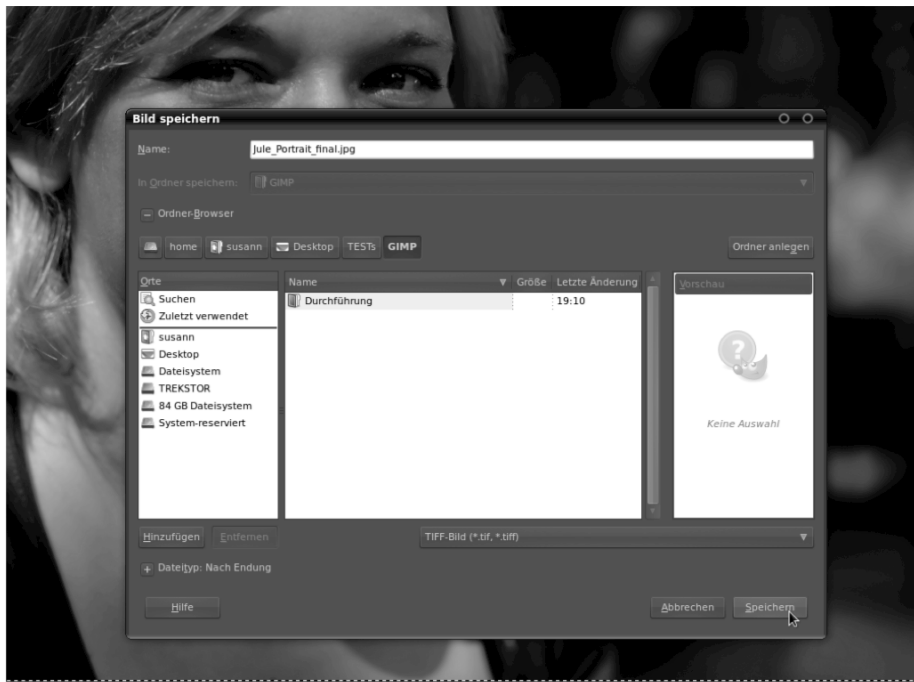 Bild speichern
Name: Jule_Portrait_final.jpg
In Ordner speichern: GIMP
Ordner-Browser
home susann Desktop TESTs GIMP Ordner anlegen
Orte Name Größe Letzte Änderung Vorschau
Suchen Durchführung 19:10
Zuletzt verwendet
susann
Desktop
Dateisystem
TREKSTOR
84 GB Dateisystem
System-reserviert Keine Auswahl
Hinzufügen Entfernen TIFF-Bild (*.tif, *.tiff)
Dateityp: Nach Endung
Hilfe Abbrechen Speichern